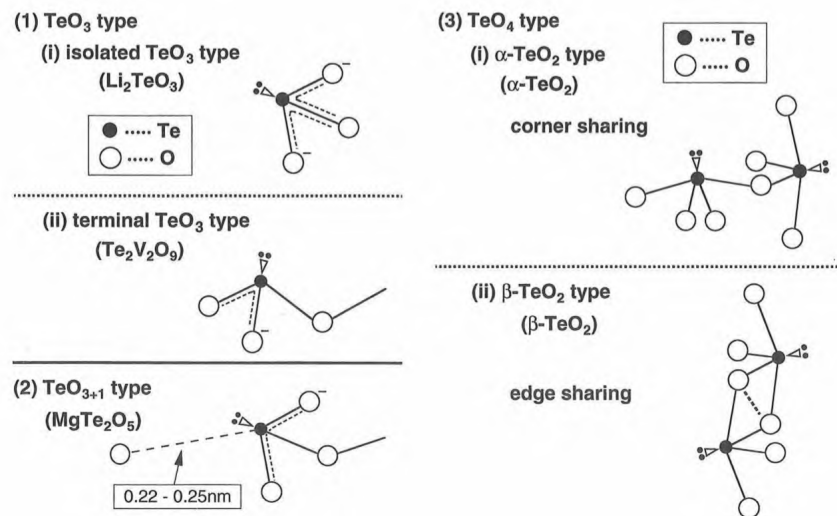 (1) TeO₃ type
(i) isolated TeO₃ type
(Li₂TeO₃)
● ····· Te
○ ····· O
(ii) terminal TeO₃ type
(Te₂V₂O₉)
(2) TeO₃₊₁ type
(MgTe₂O₅)
0.22 - 0.25nm
(3) TeO₄ type
(i) α-TeO₂ type
(α-TeO₂)
● ····· Te
○ ····· O
corner sharing
(ii) β-TeO₂ type
(β-TeO₂)
edge sharing